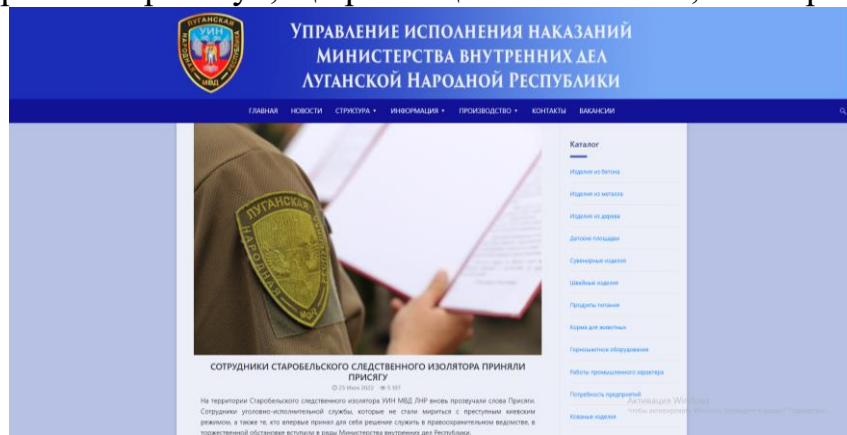 УПРАВЛЕНИЕ ИСПОЛНЕНИЯ НАКАЗАНИЙ
МИНИСТЕРСТВА ВНУТРЕННИХ ДЕЛ
ЛУГАНСКОЙ НАРОДНОЙ РЕСПУБЛИКИ
ЛУГАНСКАЯ
УИН
НАРОДНАЯ
РЕСПУБЛИКА
МВД
ГЛАВНАЯ НОВОСТИ СТРУКТУРА ИНФОРМАЦИЯ ПРОИЗВОДСТВО КОНТАКТЫ ВАКАНСИИ
ЛУГАНСКАЯ
НАРОДНАЯ
Каталог
Изделия из бетона
Изделия из металла
Изделия из дерева
Детские площадки
Сувенирные изделия
Швейные изделия
Продукты питания
Корма для животных
Горношахтное оборудование
Работы промышленного характера
Потребность предприятий
Кованые изделия
Активация Windows
СОТРУДНИКИ СТАРОБЕЛЬСКОГО СЛЕДСТВЕННОГО ИЗОЛЯТОРА ПРИНЯЛИ
ПРИСЯГУ
2022
На территории Старобельского следственного изолятора УИН МВД ЛНР вновь прозвучали слова Присяги.
Сотрудники уголовно-исполнительной службы, которые не стали мириться с преступным киевским
режимом, а также те, кто впервые принял для себя решение служить в правоохранительном ведомстве, в
торжественной обстановке вступили в ряды Министерства внутренних дел Республики.